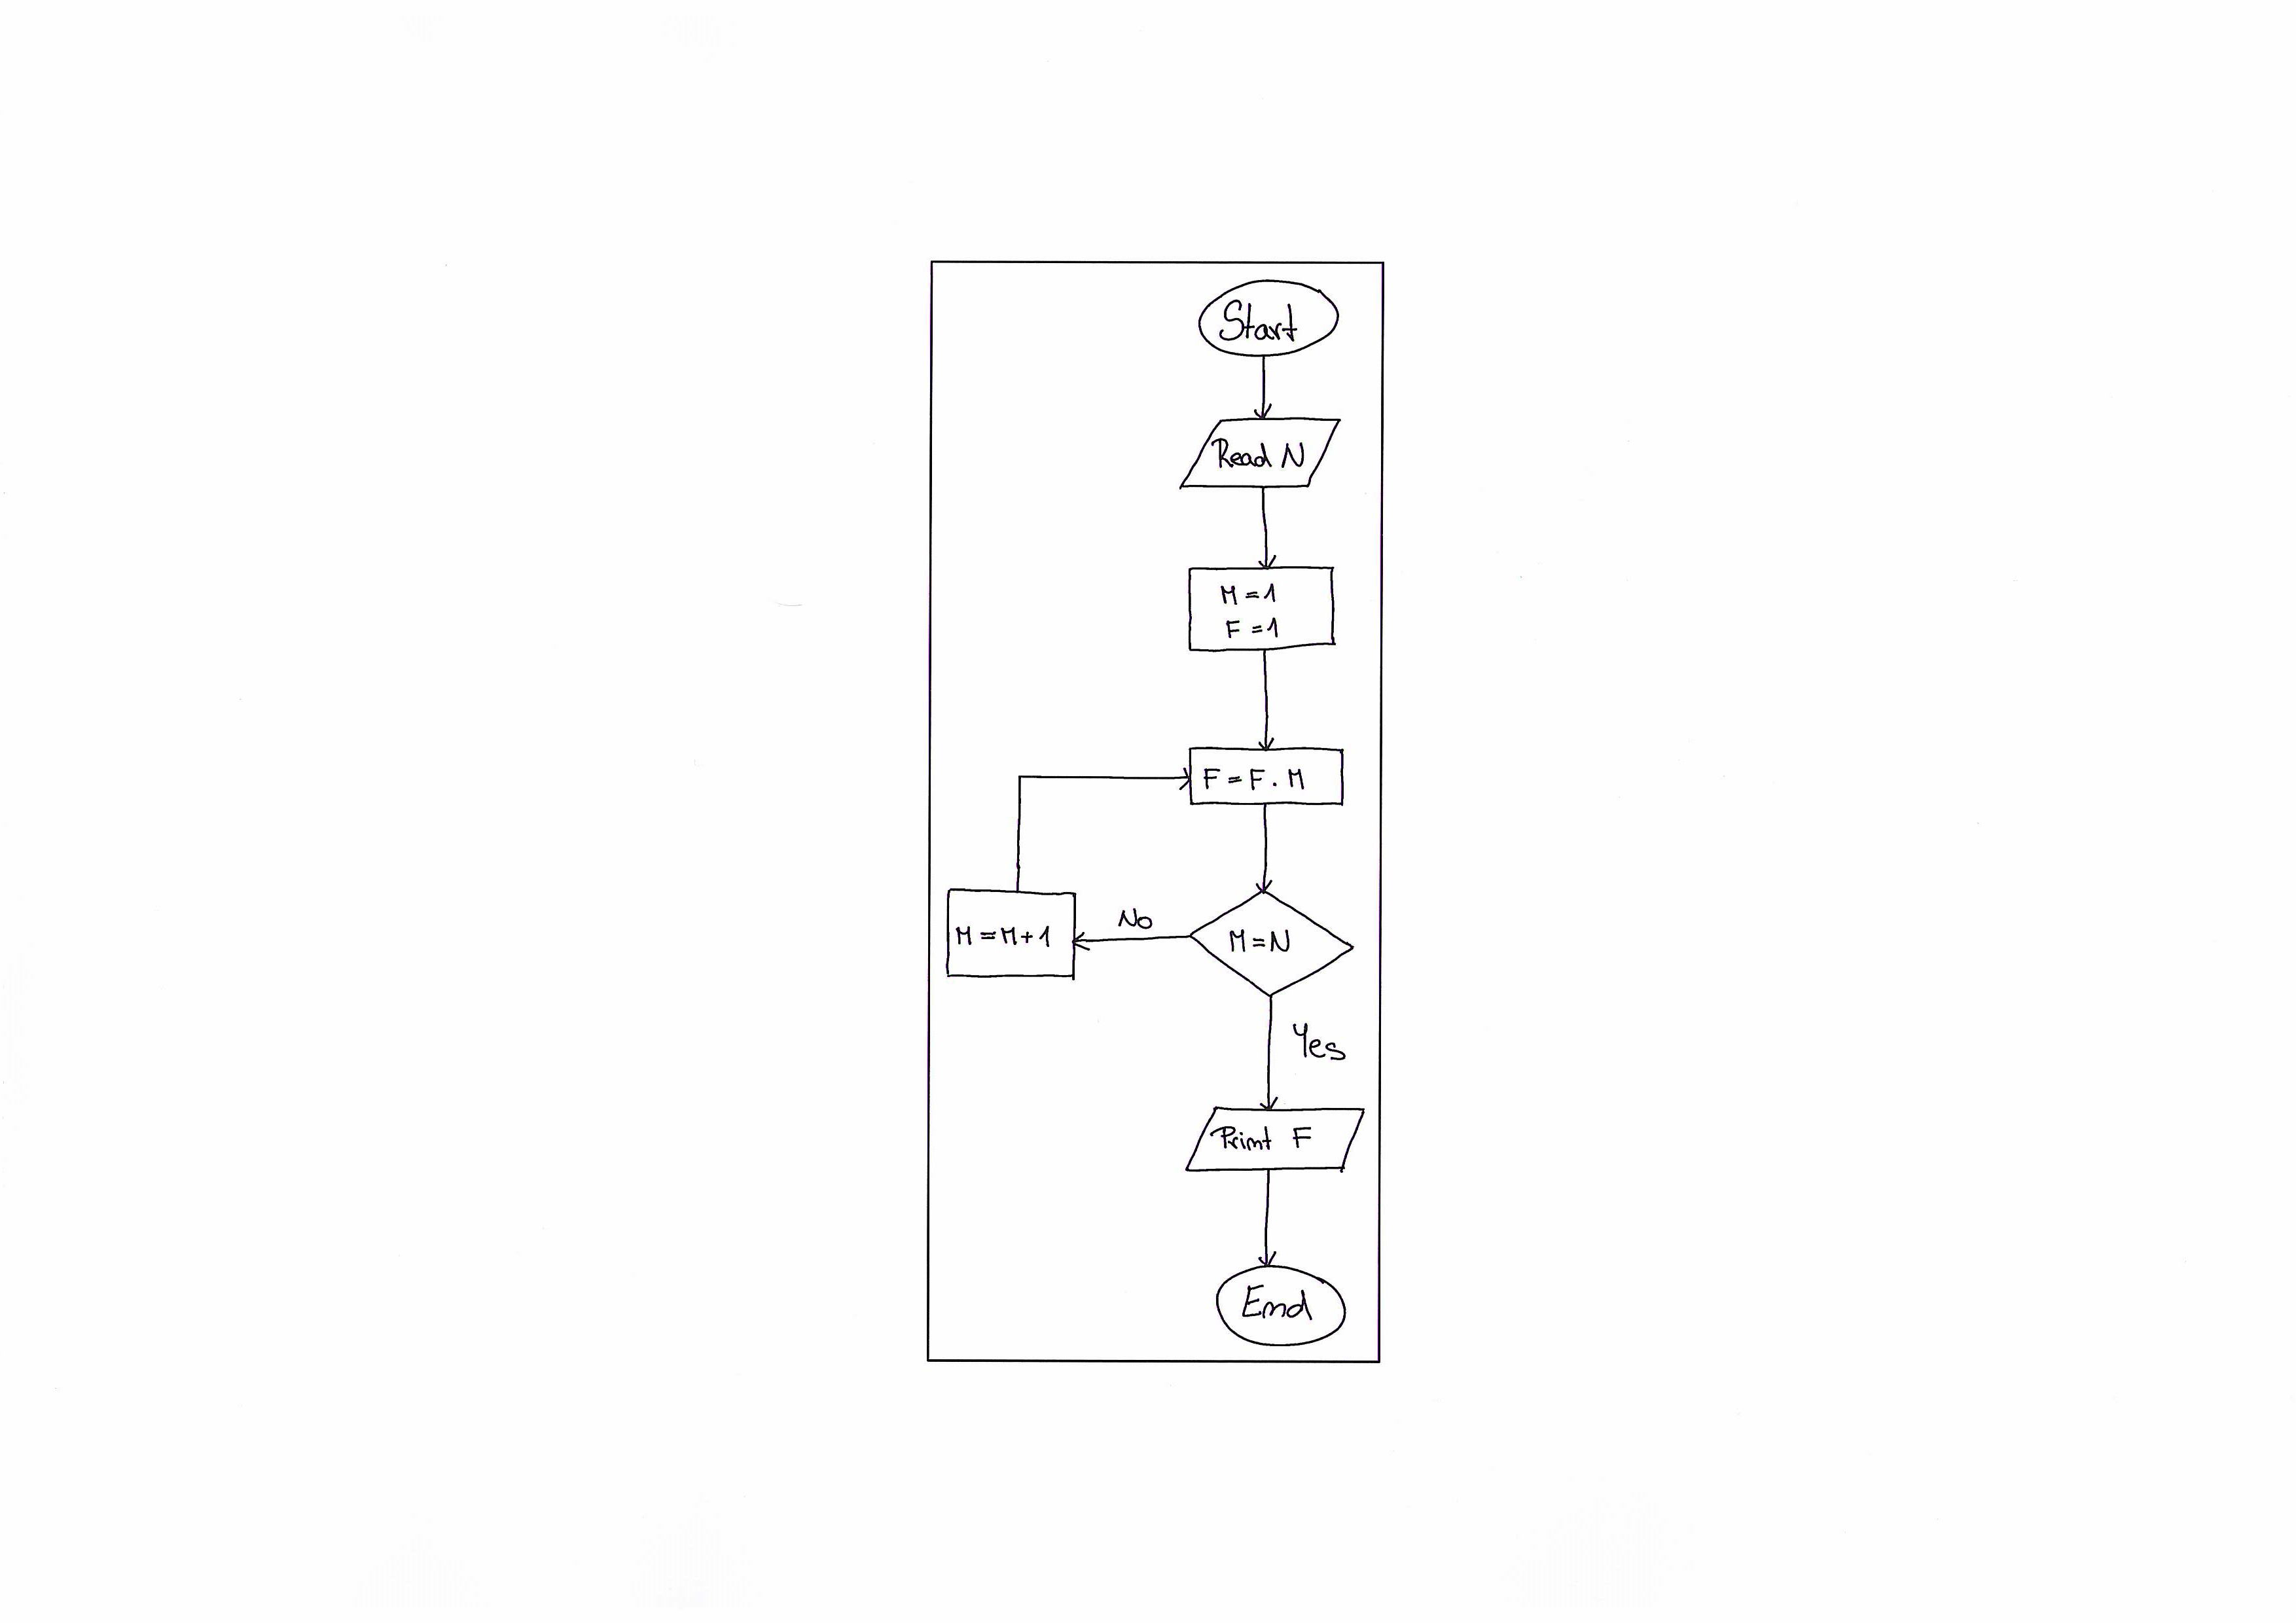 Start
Read N
M = 1
F = 1
F = F . M
M = M + 1
No
M = N
Yes
Print F
End